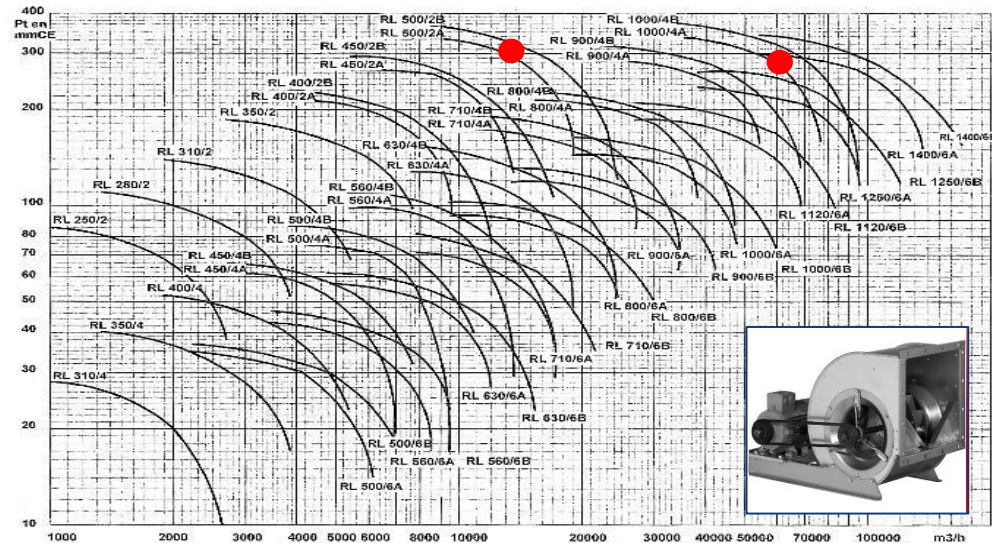 400
Pt en
mmCE
300
200
100
80
70
60
50
40
30
20
10
RL 500/2B
RL 500/2A
RL 450/2B
RL 450/2A
RL 400/2B
RL 400/2A
RL 350/2
RL 310/2
RL 280/2
RL 250/2
RL 1000/4B
RL 1000/4A
RL 900/4B
RL 900/4A
RL 800/4B
RL 800/4A
RL 710/4B
RL 710/4A
RL 630/4B
RL 630/4A
RL 560/4B
RL 560/4A
RL 500/4B
RL 500/4A
RL 450/4B
RL 450/4A
RL 400/4
RL 350/4
RL 310/4
RL 1400/6B
RL 1400/6A
RL 1250/6B
RL 1250/6A
RL 1120/6A
RL 1120/6B
RL 1000/6A
RL 1000/6B
RL 900/6A
RL 900/6B
RL 800/6A
RL 800/6B
RL 710/6A
RL 710/6B
RL 630/6A
RL 630/6B
RL 500/6B
RL 560/6A
RL 560/6B
RL 500/6A
1000 2000 3000 4000 5000 6000 10000 20000 30000 40000 50000 70000 100000 m3/h